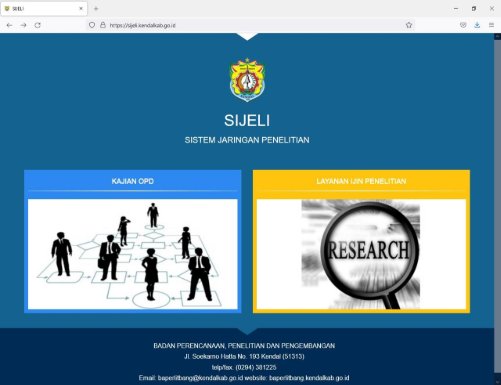 SIJELI
https://sijeli.kendalkab.go.id
SIJELI
SISTEM JARINGAN PENELITIAN
KAJIAN OPD
LAYANAN IJIN PENELITIAN
RESEARCH
BADAN PERENCANAAN, PENELITIAN DAN PENGEMBANGAN
Jl. Soekarno Hatta No. 193 Kendal (51313)
telp/fax. (0294) 381225
Email: baperlitbang@kendalkab.go.id website: baperlitbang.kendalkab.go.id